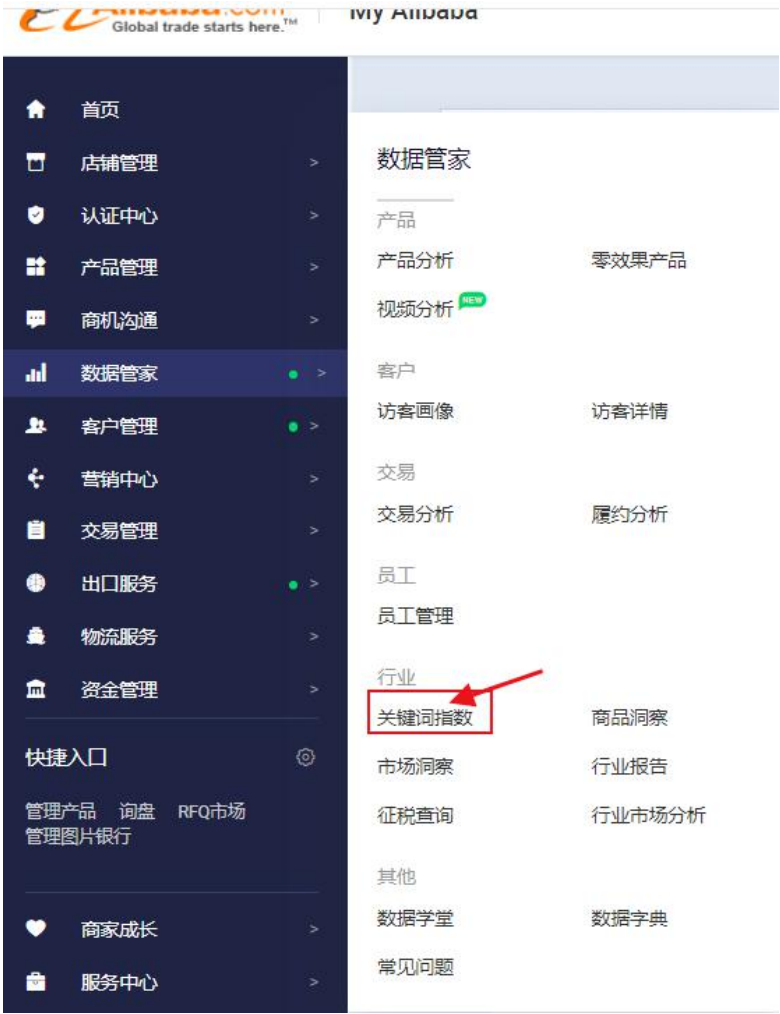 Alibaba.com
Global trade starts here.™
My Alibaba
首页
店铺管理 >
认证中心 >
产品管理 >
商机沟通 >
数据管家 >
客户管理 >
营销中心 >
交易管理 >
出口服务 >
物流服务 >
资金管理 >
快捷入口
管理产品 询盘 RFQ市场
管理图片银行
商家成长 >
服务中心 >
数据管家
产品
产品分析 零效果产品
视频分析 NEW
客户
访客画像 访客详情
交易
交易分析 履约分析
员工
员工管理
行业
关键词指数 商品洞察
市场洞察 行业报告
征税查询 行业市场分析
其他
数据学堂 数据字典
常见问题